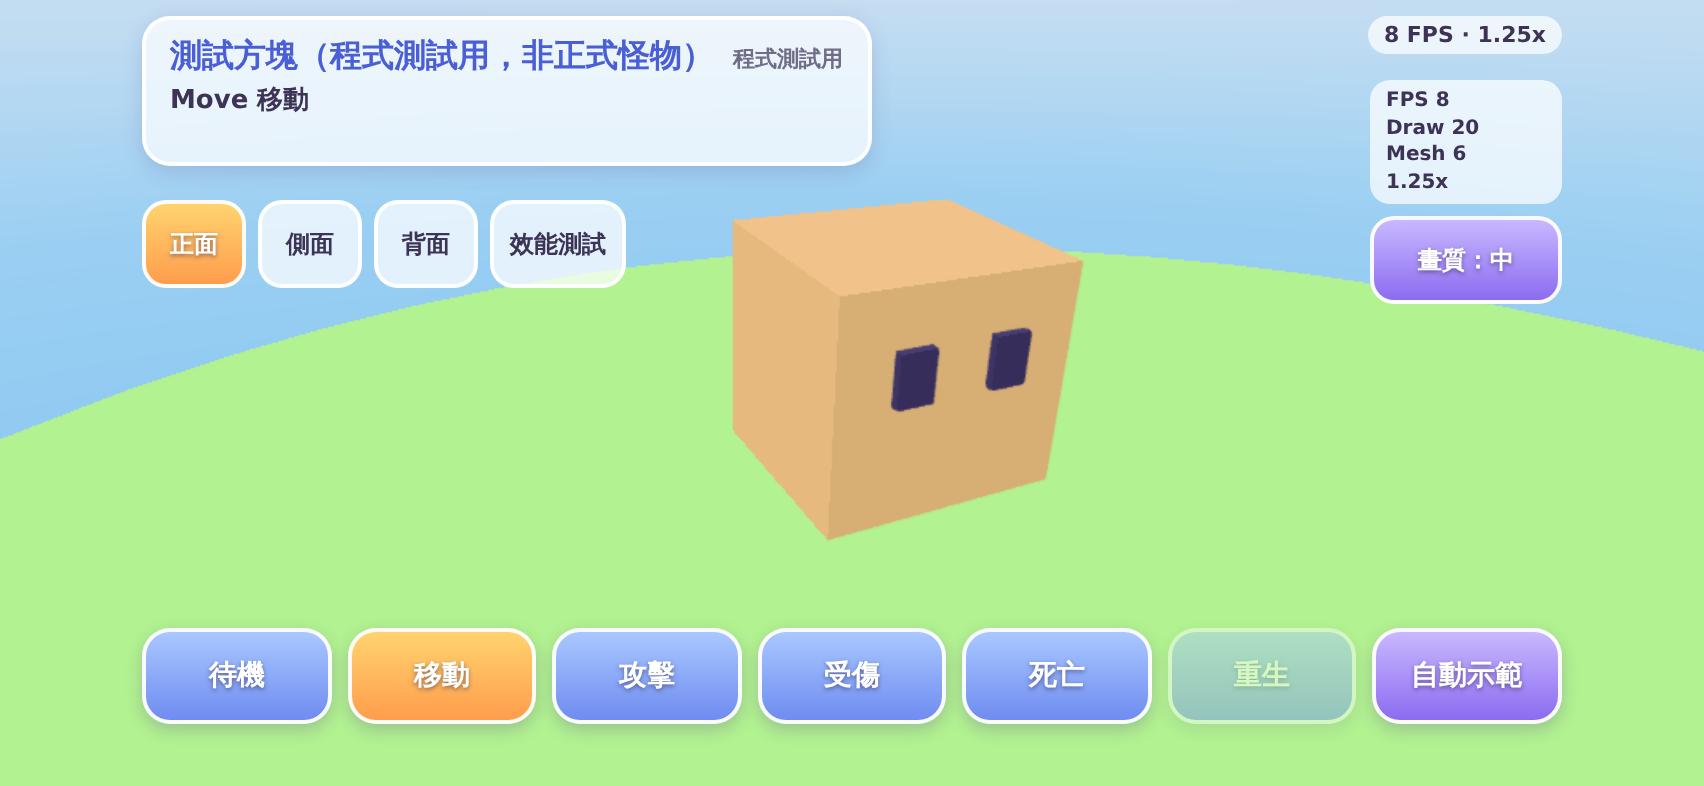 測試方塊（程式測試用，非正式怪物） 程式測試用
Move 移動
8 FPS · 1.25x
FPS 8
Draw 20
Mesh 6
1.25x
正面
側面
背面
效能測試
畫質：中
待機
移動
攻擊
受傷
死亡
重生
自動示範